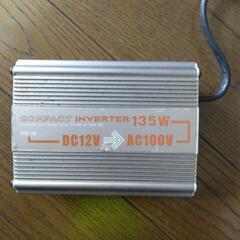 COMPACT INVERTER 135W
DC12V AC100V